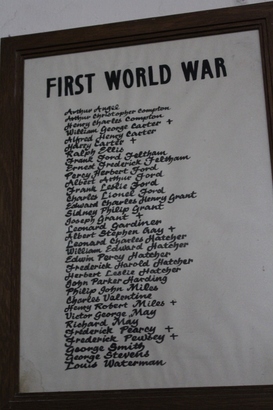 FIRST WORLD WAR
Arthur Angil
Arthur Christopher Compton
Henry Charles Compton
William George Carter +
Alfred Henry Carter
Harry Carter +
Ralph Ellis
Frank Ford Feltham
Ernest Frederick Feltham
Percy Herbert Ford
Albert Arthur Ford
Frank Leslie Ford
Charles Lionel Ford
Edward Charles Henry Grant
Sidney Philip Grant
Joseph Grant +
Leonard Gardiner
Albert Stephen Gay +
Leonard Charles Hatcher
William Edward Hatcher
Edwin Percy Hatcher
Frederick Harold Hatcher
Herbert Leslie Hatcher
John Parker Harding
Philip John Miles
Charles Valentine
Henry Robert Miles +
Victor George May
Richard May
Frederick Pearcy +
Frederick Pewsey +
George Smith
George Stevens
Louis Waterman